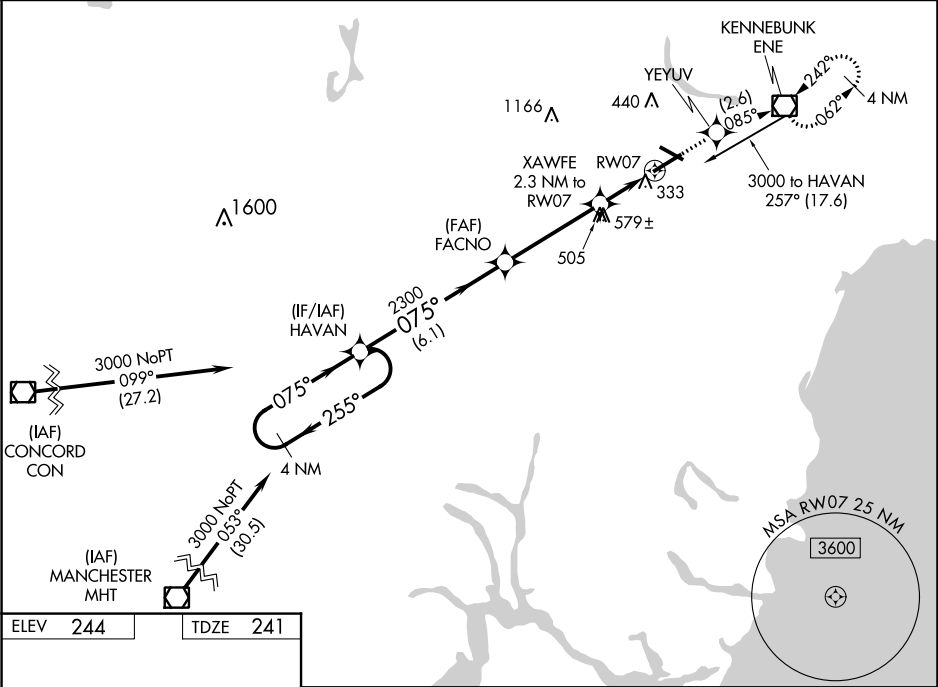 KENNEBUNK
ENE
YEYUV
242°
062°
4 NM
(2.6)
085°
1166
440
XAWFE
2.3 NM to
RW07
RW07
333
3000 to HAVAN
257° (17.6)
1600
(FAF)
FACNO
579±
505
(IF/IAF)
HAVAN
2300
075°
(6.1)
3000 NoPT
099°
(27.2)
075°
255°
4 NM
(IAF)
CONCORD
CON
3000 NoPT
053°
(30.5)
(IAF)
MANCHESTER
MHT
MSA RW07 25 NM
3600
ELEV 244
TDZE 241